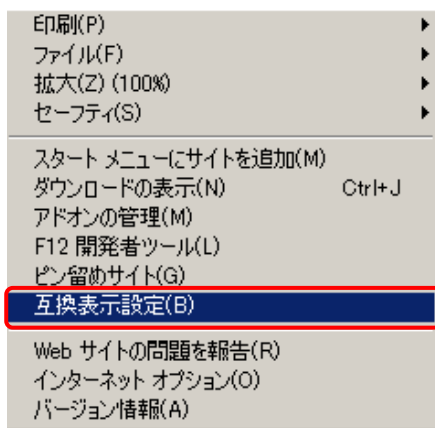 印刷(P)
ファイル(F)
拡大(Z) (100%)
セーフティ(S)
スタート メニューにサイトを追加(M)
ダウンロードの表示(N) Ctrl+J
アドオンの管理(M)
F12 開発者ツール(L)
ピン留めサイト(G)
互換表示設定(B)
Web サイトの問題を報告(R)
インターネット オプション(O)
バージョン情報(A)